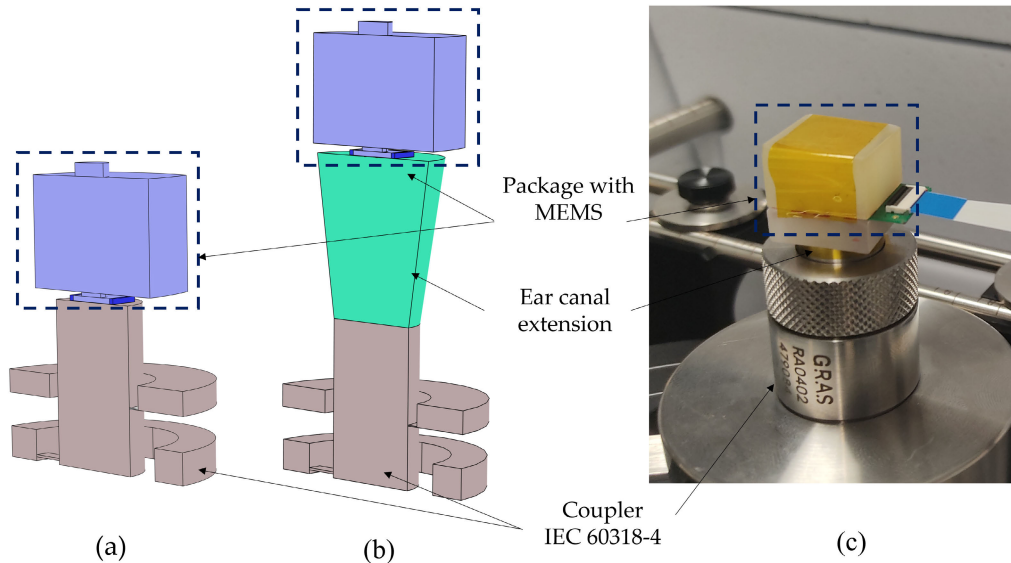 Package with
MEMS
Ear canal
extension
GRAS
RA0402
Coupler
IEC 60318-4
(a)
(b)
(c)